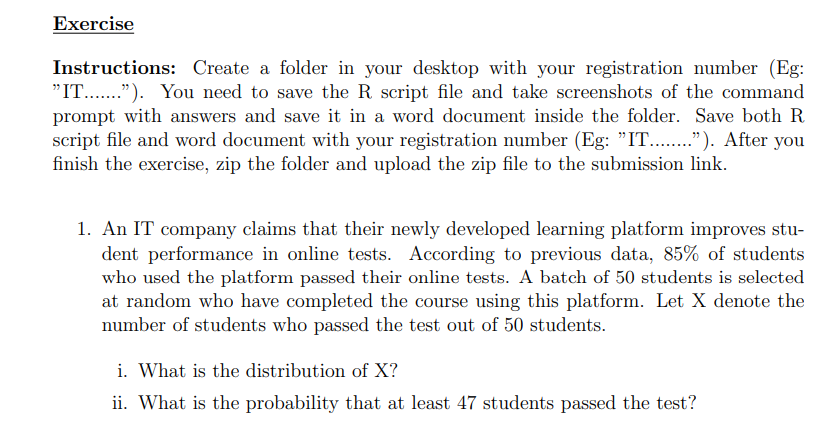 Exercise
Instructions: Create a folder in your desktop with your registration number (Eg:
"IT......."). You need to save the R script file and take screenshots of the command
prompt with answers and save it in a word document inside the folder. Save both R
script file and word document with your registration number (Eg: "IT........"). After you
finish the exercise, zip the folder and upload the zip file to the submission link.
1. An IT company claims that their newly developed learning platform improves stu-
dent performance in online tests. According to previous data, 85% of students
who used the platform passed their online tests. A batch of 50 students is selected
at random who have completed the course using this platform. Let X denote the
number of students who passed the test out of 50 students.
i. What is the distribution of X?
ii. What is the probability that at least 47 students passed the test?